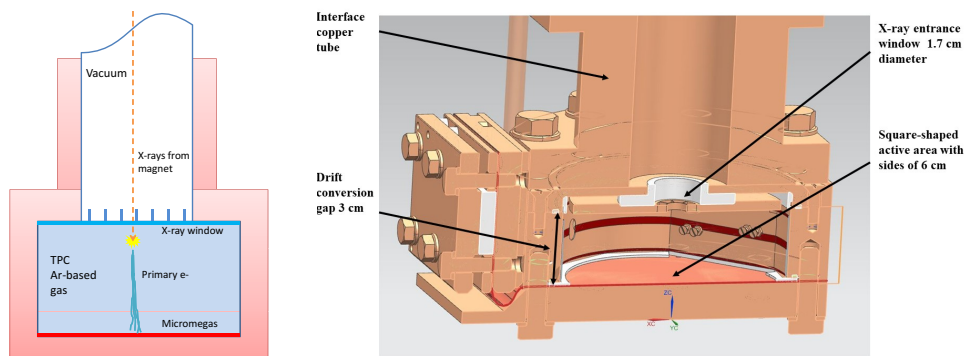 Vacuum
X-rays from
magnet
X-ray window
TPC
Ar-based
gas
Primary e-
Micromegas
Interface
copper
tube
X-ray entrance
window 1.7 cm
diameter
Drift
conversion
gap 3 cm
Square-shaped
active area with
sides of 6 cm
ZC
XC
YC